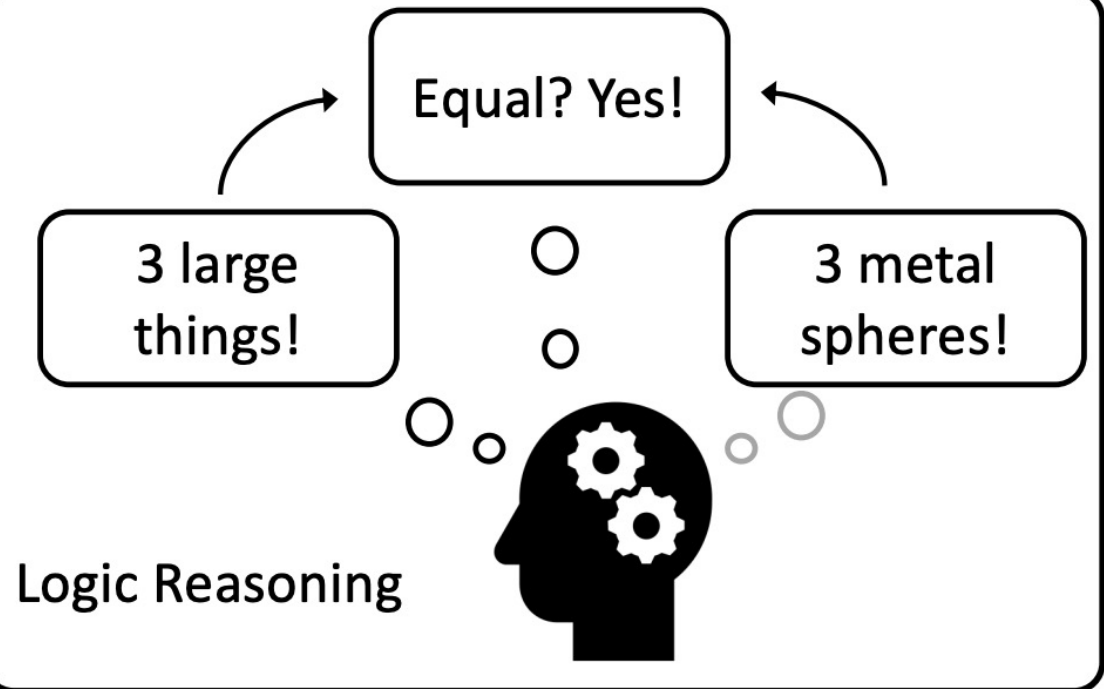 Equal? Yes!
3 large
things!
3 metal
spheres!
Logic Reasoning